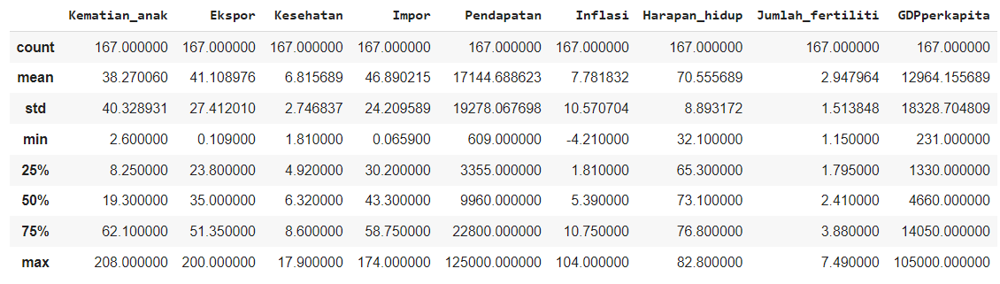 Kematian_anak Ekspor Kesehatan Impor Pendapatan Inflasi Harapan_hidup Jumlah_fertiliti GDPperkapita
count 167.000000 167.000000 167.000000 167.000000 167.000000 167.000000 167.000000 167.000000 167.000000
mean 38.270060 41.108976 6.815689 46.890215 17144.688623 7.781832 70.555689 2.947964 12964.155689
std 40.328931 27.412010 2.746837 24.209589 19278.067698 10.570704 8.893172 1.513848 18328.704809
min 2.600000 0.109000 1.810000 0.065900 609.000000 -4.210000 32.100000 1.150000 231.000000
25% 8.250000 23.800000 4.920000 30.200000 3355.000000 1.810000 65.300000 1.795000 1330.000000
50% 19.300000 35.000000 6.320000 43.300000 9960.000000 5.390000 73.100000 2.410000 4660.000000
75% 62.100000 51.350000 8.600000 58.750000 22800.000000 10.750000 76.800000 3.880000 14050.000000
max 208.000000 200.000000 17.900000 174.000000 125000.000000 104.000000 82.800000 7.490000 105000.000000